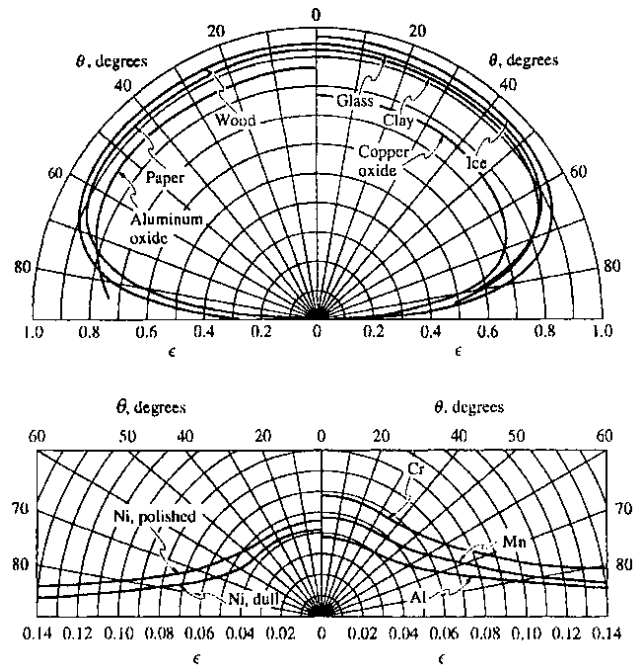 0
θ, degrees
20
20
θ, degrees
40
40
Wood
Glass
Clay
Copper
oxide
Ice
60
Paper
60
Aluminum
oxide
80
80
1.0 0.8 0.6 0.4 0.2 0 0.2 0.4 0.6 0.8 1.0
ϵ ϵ
θ, degrees θ, degrees
60 50 40 20 0 20 30 40 50 60
Cr
70 70
Ni, polished
Mn
80 80
Ni, dull
Al
0.14 0.12 0.10 0.08 0.06 0.04 0.02 0 0.02 0.04 0.06 0.08 0.10 0.12 0.14
ϵ ϵ